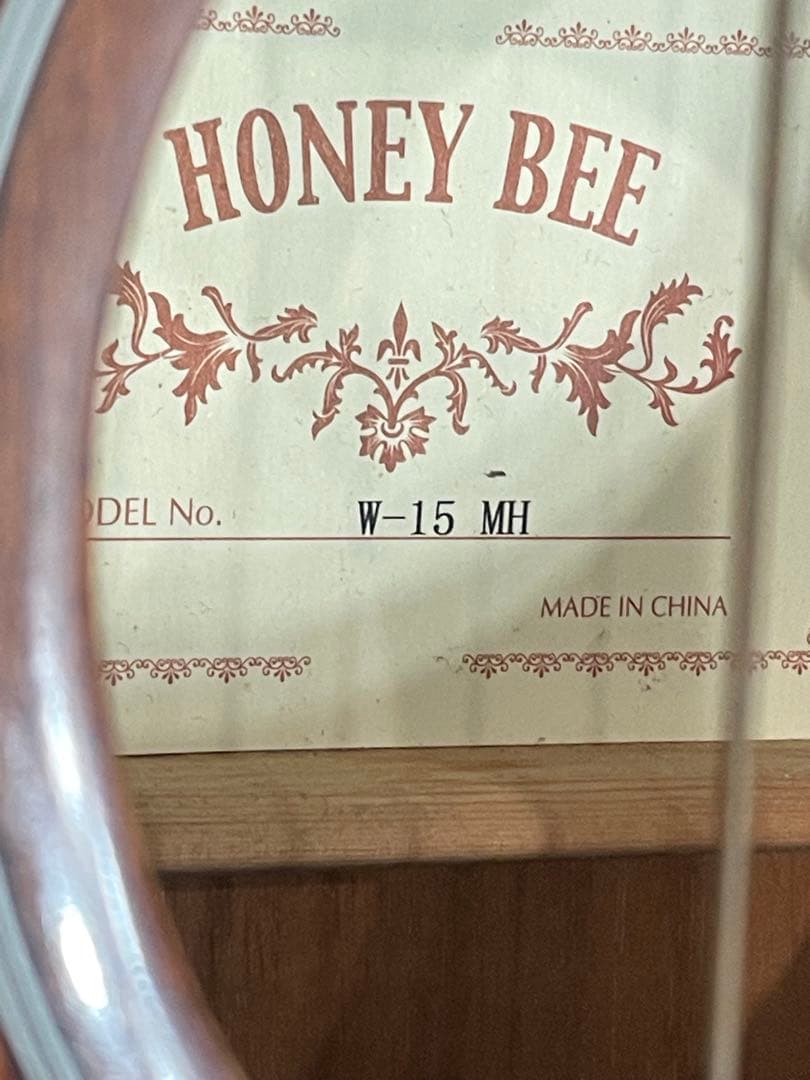 HONEY BEE
ODEL No. W-15 MH
MADE IN CHINA